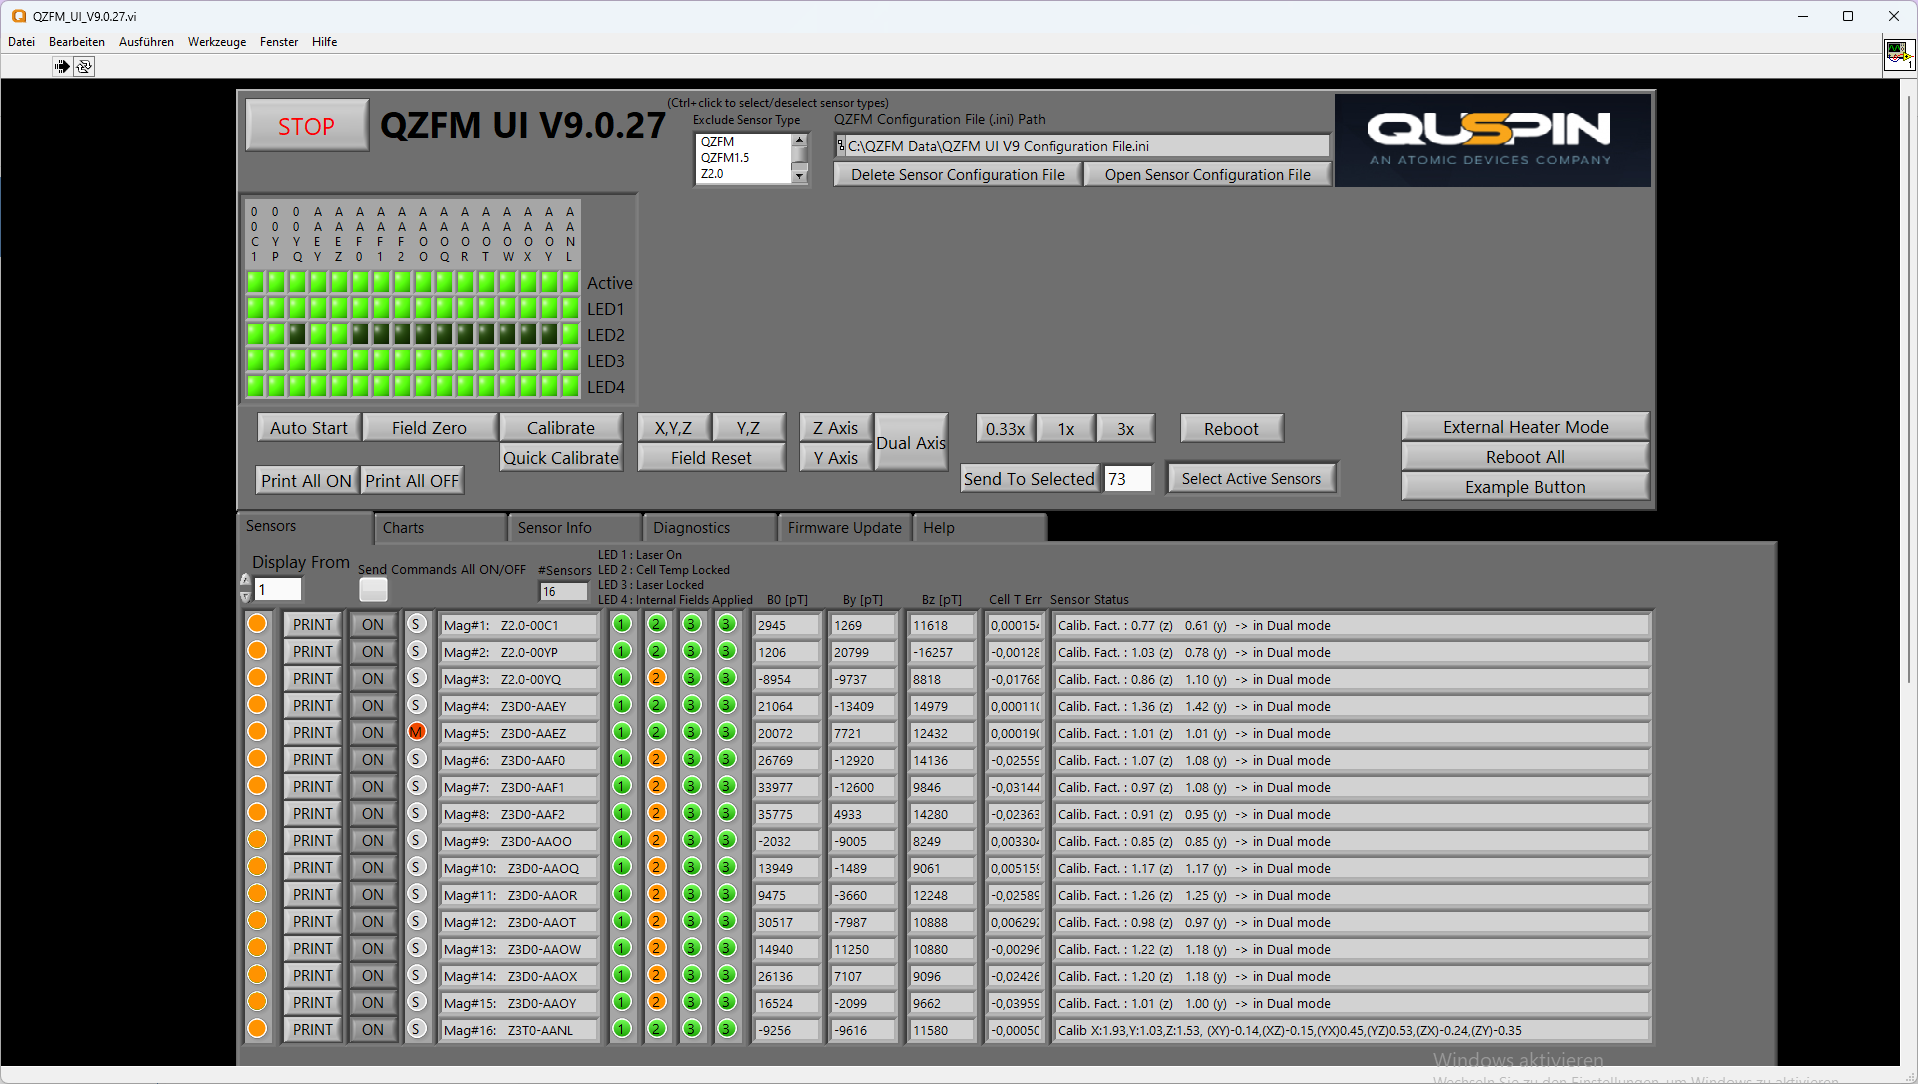 QZFM_UI_V9.0.27.vi
Datei Bearbeiten Ausführen Werkzeuge Fenster Hilfe
1
STOP
QZFM UI V9.0.27
(Ctrl+click to select/deselect sensor types)
Exclude Sensor Type
QZFM
QZFM1.5
Z2.0
QZFM Configuration File (.ini) Path
C:\QZFM Data\QZFM UI V9 Configuration File.ini
Delete Sensor Configuration File Open Sensor Configuration File
QUSPIN
AN ATOMIC DEVICES COMPANY
0 0 0 A A A A A A A A A A A A A
0 0 0 A A A A A A A A A A A A A
C Y Y E E F F F O O O O O O O N
1 P Q Y Z 0 1 2 O Q R T W X Y L
Active
LED1
LED2
LED3
LED4
Auto Start Field Zero Calibrate X,Y,Z Y,Z Z Axis Dual Axis 0.33x 1x 3x Reboot External Heater Mode
Quick Calibrate Field Reset Y Axis Reboot All
Print All ON Print All OFF Send To Selected 73 Select Active Sensors Example Button
Sensors Charts Sensor Info Diagnostics Firmware Update Help
Display From
1
Send Commands All ON/OFF
#Sensors
16
LED 1 : Laser On
LED 2 : Cell Temp Locked
LED 3 : Laser Locked
LED 4 : Internal Fields Applied B0 [pT] By [pT] Bz [pT] Cell T Err Sensor Status
PRINT ON S Mag#1: Z2.0-00C1 1 2 3 3 2945 1269 11618 0,000154 Calib. Fact. : 0.77 (z) 0.61 (y) -> in Dual mode
PRINT ON S Mag#2: Z2.0-00YP 1 2 3 3 1206 20799 -16257 -0,00128 Calib. Fact. : 1.03 (z) 0.78 (y) -> in Dual mode
PRINT ON S Mag#3: Z2.0-00YQ 1 2 3 3 -8954 -9737 8818 -0,01768 Calib. Fact. : 0.86 (z) 1.10 (y) -> in Dual mode
PRINT ON S Mag#4: Z3D0-AAEY 1 2 3 3 21064 -13409 14979 0,000110 Calib. Fact. : 1.36 (z) 1.42 (y) -> in Dual mode
PRINT ON M Mag#5: Z3D0-AAEZ 1 2 3 3 20072 7721 12432 0,000190 Calib. Fact. : 1.01 (z) 1.01 (y) -> in Dual mode
PRINT ON S Mag#6: Z3D0-AAF0 1 2 3 3 26769 -12920 14136 -0,02559 Calib. Fact. : 1.07 (z) 1.08 (y) -> in Dual mode
PRINT ON S Mag#7: Z3D0-AAF1 1 2 3 3 33977 -12600 9846 -0,03144 Calib. Fact. : 0.97 (z) 1.08 (y) -> in Dual mode
PRINT ON S Mag#8: Z3D0-AAF2 1 2 3 3 35775 4933 14280 -0,02363 Calib. Fact. : 0.91 (z) 0.95 (y) -> in Dual mode
PRINT ON S Mag#9: Z3D0-AAOO 1 2 3 3 -2032 -9005 8249 0,003304 Calib. Fact. : 0.85 (z) 0.85 (y) -> in Dual mode
PRINT ON S Mag#10: Z3D0-AAOQ 1 2 3 3 13949 -1489 9061 0,005159 Calib. Fact. : 1.17 (z) 1.17 (y) -> in Dual mode
PRINT ON S Mag#11: Z3D0-AAOR 1 2 3 3 9475 -3660 12248 -0,02589 Calib. Fact. : 1.26 (z) 1.25 (y) -> in Dual mode
PRINT ON S Mag#12: Z3D0-AAOT 1 2 3 3 30517 -7987 10888 0,006292 Calib. Fact. : 0.98 (z) 0.97 (y) -> in Dual mode
PRINT ON S Mag#13: Z3D0-AAOW 1 2 3 3 14940 11250 10880 -0,00296 Calib. Fact. : 1.22 (z) 1.18 (y) -> in Dual mode
PRINT ON S Mag#14: Z3D0-AAOX 1 2 3 3 26136 7107 9096 -0,02426 Calib. Fact. : 1.20 (z) 1.18 (y) -> in Dual mode
PRINT ON S Mag#15: Z3D0-AAOY 1 2 3 3 16524 -2099 9662 -0,03959 Calib. Fact. : 1.01 (z) 1.00 (y) -> in Dual mode
PRINT ON S Mag#16: Z3T0-AANL 1 2 3 3 -9256 -9616 11580 -0,00050 Calib X:1.93,Y:1.03,Z:1.53, (XY)-0.14,(XZ)-0.15,(YX)0.45,(YZ)0.53,(ZX)-0.24,(ZY)-0.35
Windows aktivieren
Wechseln Sie zu den Einstellungen, um Windows zu aktivieren.